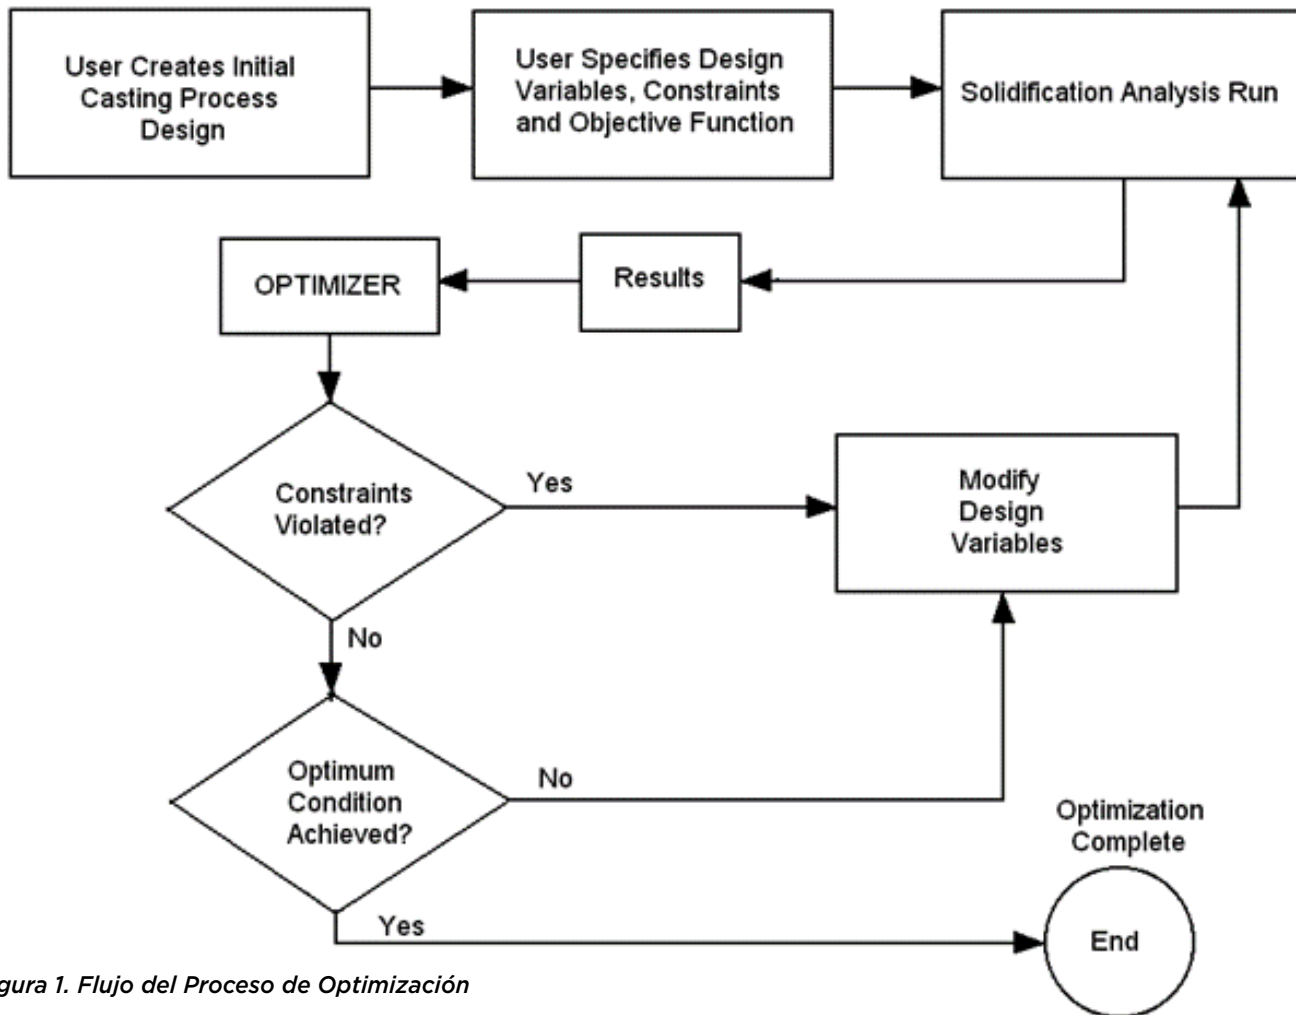 User Creates Initial
Casting Process
Design
User Specifies Design
Variables, Constraints
and Objective Function
Solidification Analysis Run
OPTIMIZER
Results
Constraints
Violated?
Yes
Modify
Design
Variables
No
Optimum
Condition
Achieved?
No
Optimization
Complete
Yes
End
gura 1. Flujo del Proceso de Optimización